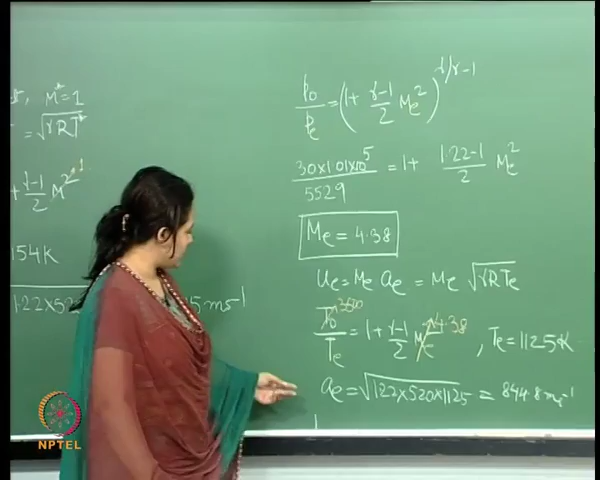 M*=1
= √γRT*
γ-1/2 M*² 1
154K
1.22×520 5 ms-1
p₀/pₑ = (1+ γ-1/2 Mₑ²)^γ/γ-1
30×1.01×10⁵/5529 = 1+ 1.22-1/2 Mₑ²
Mₑ = 4.38
uₑ = Mₑ aₑ = Mₑ √γRTₑ
T₀/Tₑ = 1+ γ-1/2 Mₑ² 4.38 , Tₑ = 1125K
aₑ = √1.22×520×1125 = 844.8 ms-1
NPTEL